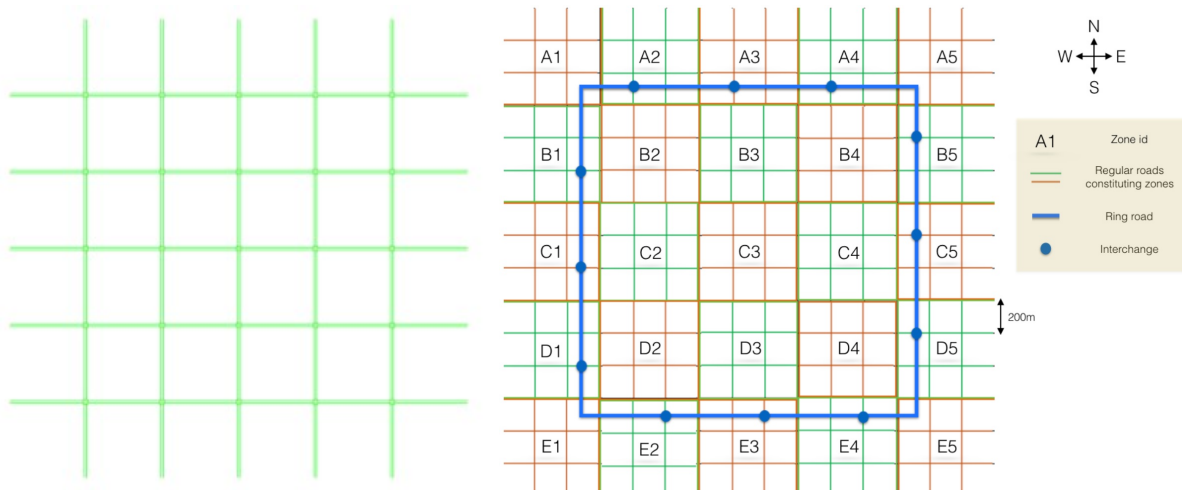 A1 A2 A3 A4 A5
B1 B2 B3 B4 B5
C1 C2 C3 C4 C5
D1 D2 D3 D4 D5
E1 E2 E3 E4 E5
200m
N
W E
S
A1 Zone id
Regular roads
constituting zones
Ring road
Interchange